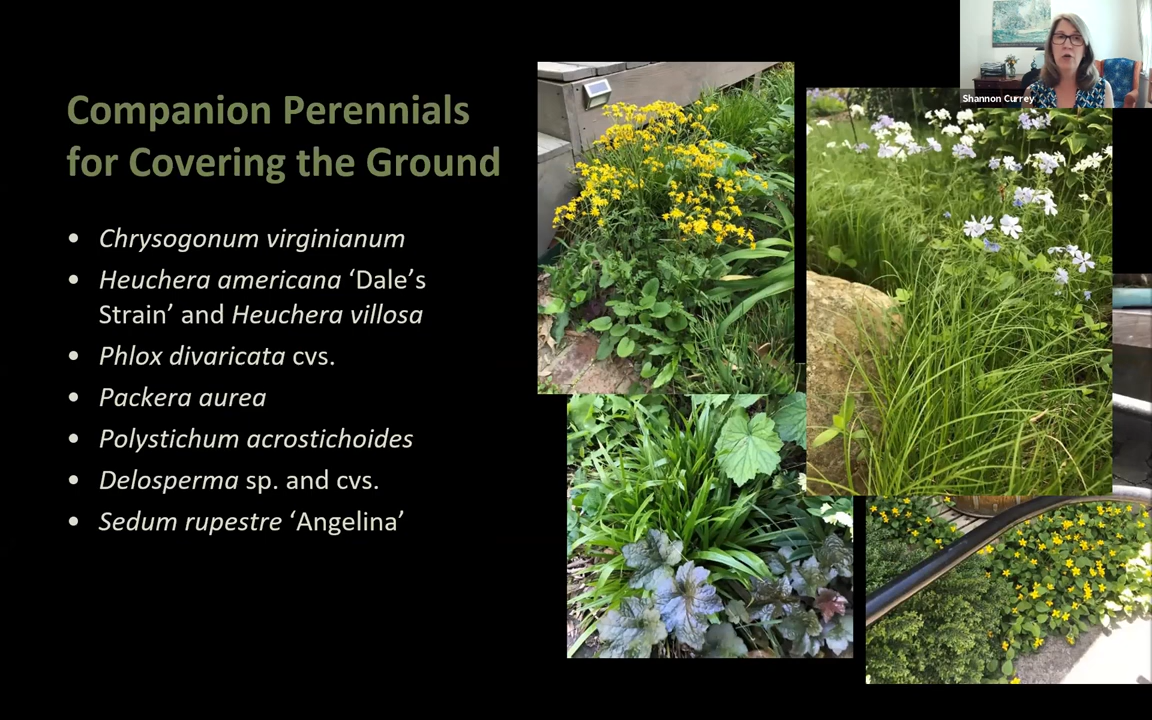 Companion Perennials
for Covering the Ground
• Chrysogonum virginianum
• Heuchera americana ‘Dale’s
Strain’ and Heuchera villosa
• Phlox divaricata cvs.
• Packera aurea
• Polystichum acrostichoides
• Delosperma sp. and cvs.
• Sedum rupestre ‘Angelina’
Shannon Currey